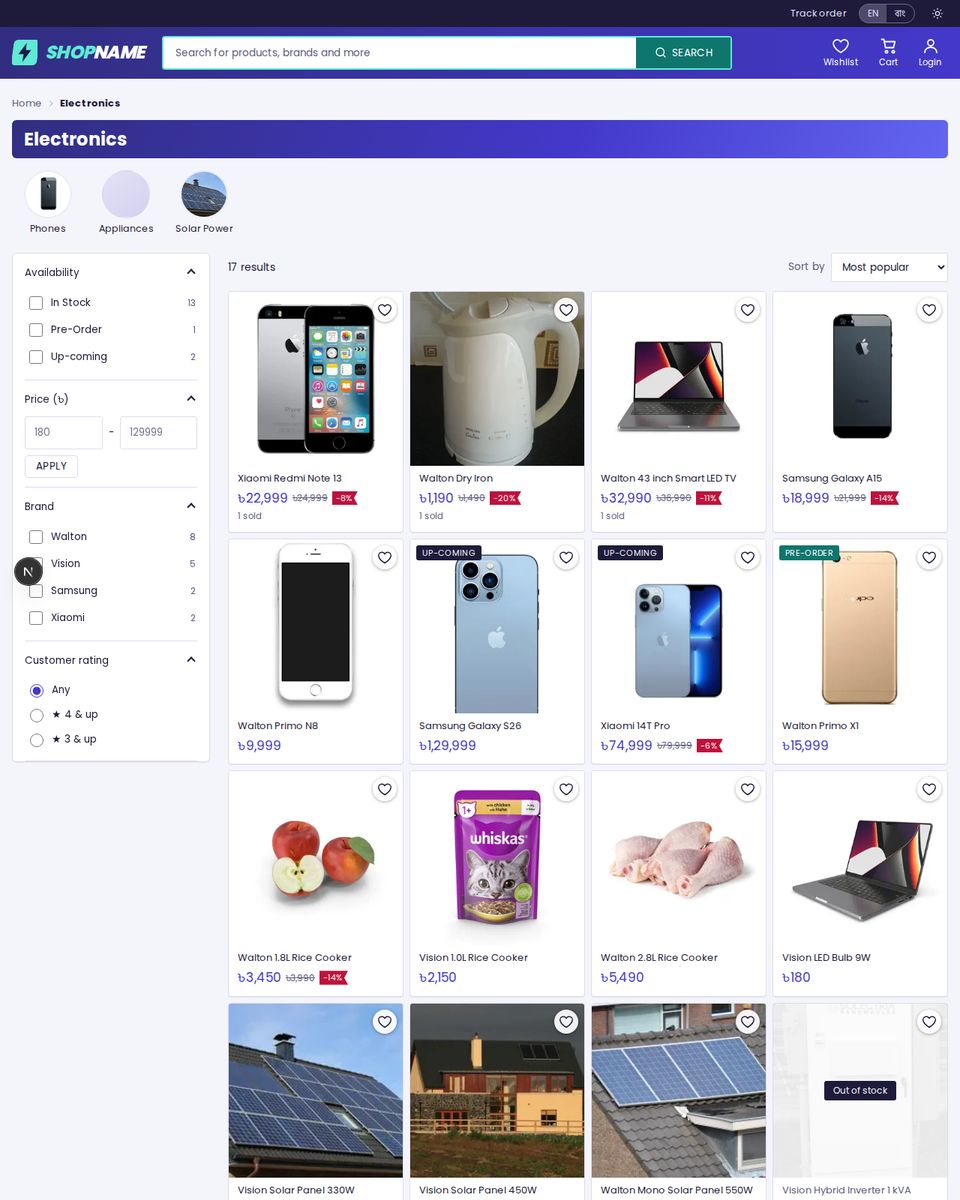 Track order
EN
বাং
SHOPNAME
Search for products, brands and more
SEARCH
Wishlist
Cart
Login
Home > Electronics
Electronics
Phones
Appliances
Solar Power
Availability
In Stock 13
Pre-Order 1
Up-coming 2
Price (৳)
180 - 129999
APPLY
Brand
Walton 8
Vision 5
Samsung 2
Xiaomi 2
N
Customer rating
Any
★ 4 & up
★ 3 & up
17 results
Sort by Most popular
Xiaomi Redmi Note 13
৳22,999 ৳24,999 -8%
1 sold
Walton Dry Iron
৳1,190 ৳1,490 -20%
1 sold
Walton 43 inch Smart LED TV
৳32,990 ৳36,990 -11%
1 sold
Samsung Galaxy A15
৳18,999 ৳21,999 -14%
Walton Primo N8
৳9,999
UP-COMING
Samsung Galaxy S26
৳1,29,999
UP-COMING
Xiaomi 14T Pro
৳74,999 ৳79,999 -6%
PRE-ORDER
oppo
Walton Primo X1
৳15,999
Walton 1.8L Rice Cooker
৳3,450 ৳3,990 -14%
1+
whiskas
Vision 1.0L Rice Cooker
৳2,150
Walton 2.8L Rice Cooker
৳5,490
Vision LED Bulb 9W
৳180
Vision Solar Panel 330W
Vision Solar Panel 450W
Walton Mono Solar Panel 550W
Out of stock
Vision Hybrid Inverter 1 kVA